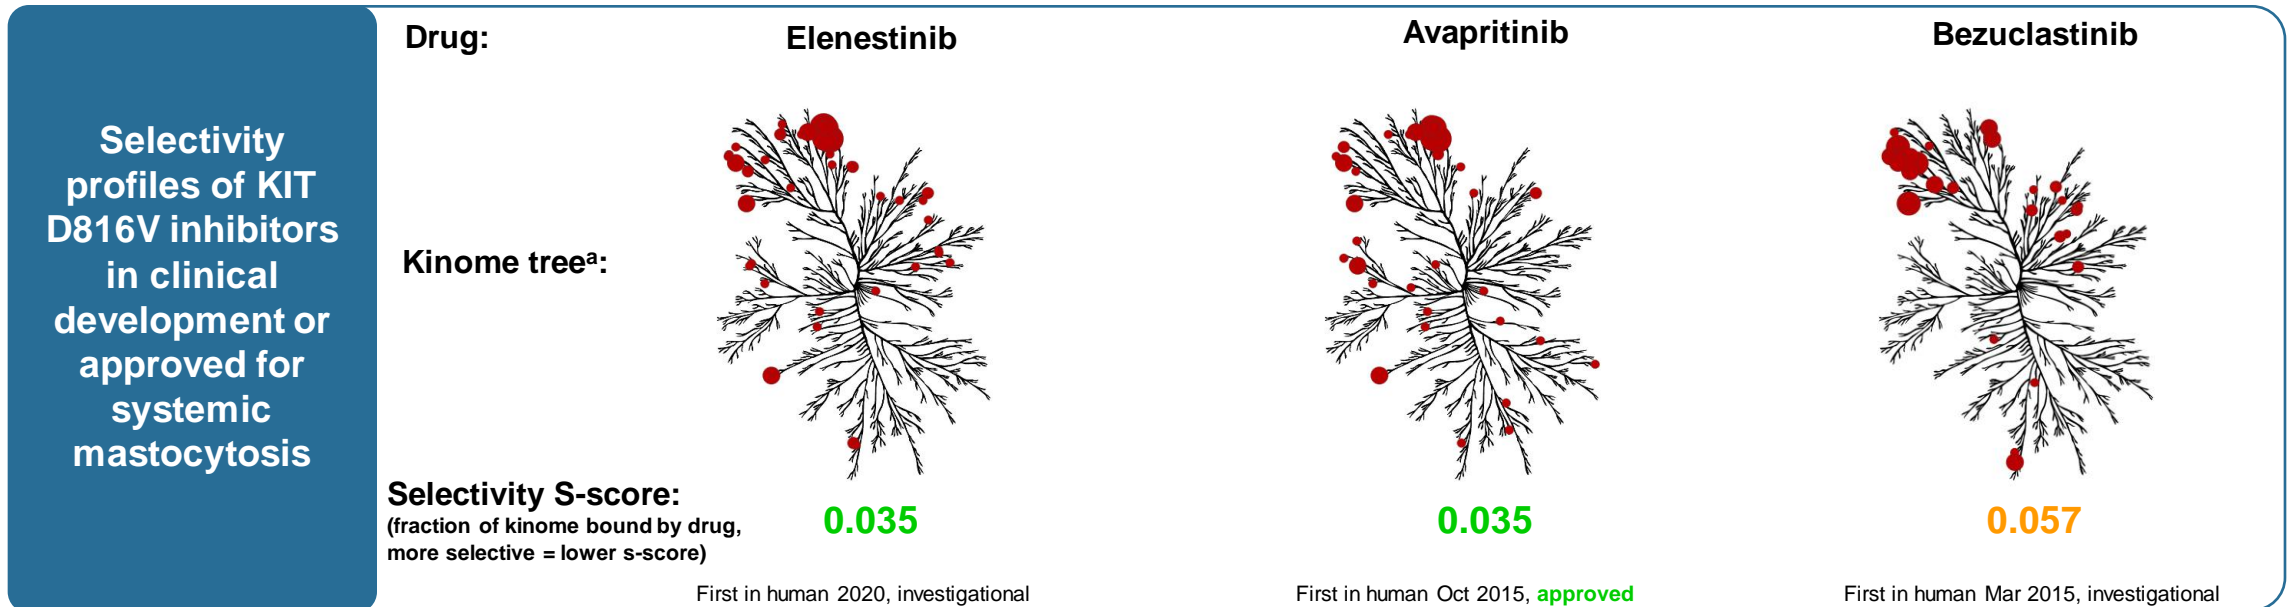 Selectivity
profiles of KIT
D816V inhibitors
in clinical
development or
approved for
systemic
mastocytosis
Drug:
Elenestinib
Avapritinib
Bezuclastinib
Kinome treeᵃ:
Selectivity S-score:
(fraction of kinome bound by drug,
more selective = lower s-score)
0.035
0.035
0.057
First in human 2020, investigational
First in human Oct 2015, approved
First in human Mar 2015, investigational